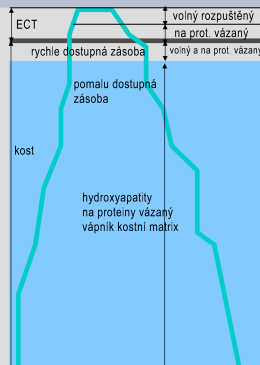 volný rozpuštěný
ECT
na prot. vázaný
rychle dostupná zásoba
volný a na prot. vázaný
pomalu dostupná
zásoba
kost
hydroxyapatity
na proteiny vázaný
vápník kostní matrix